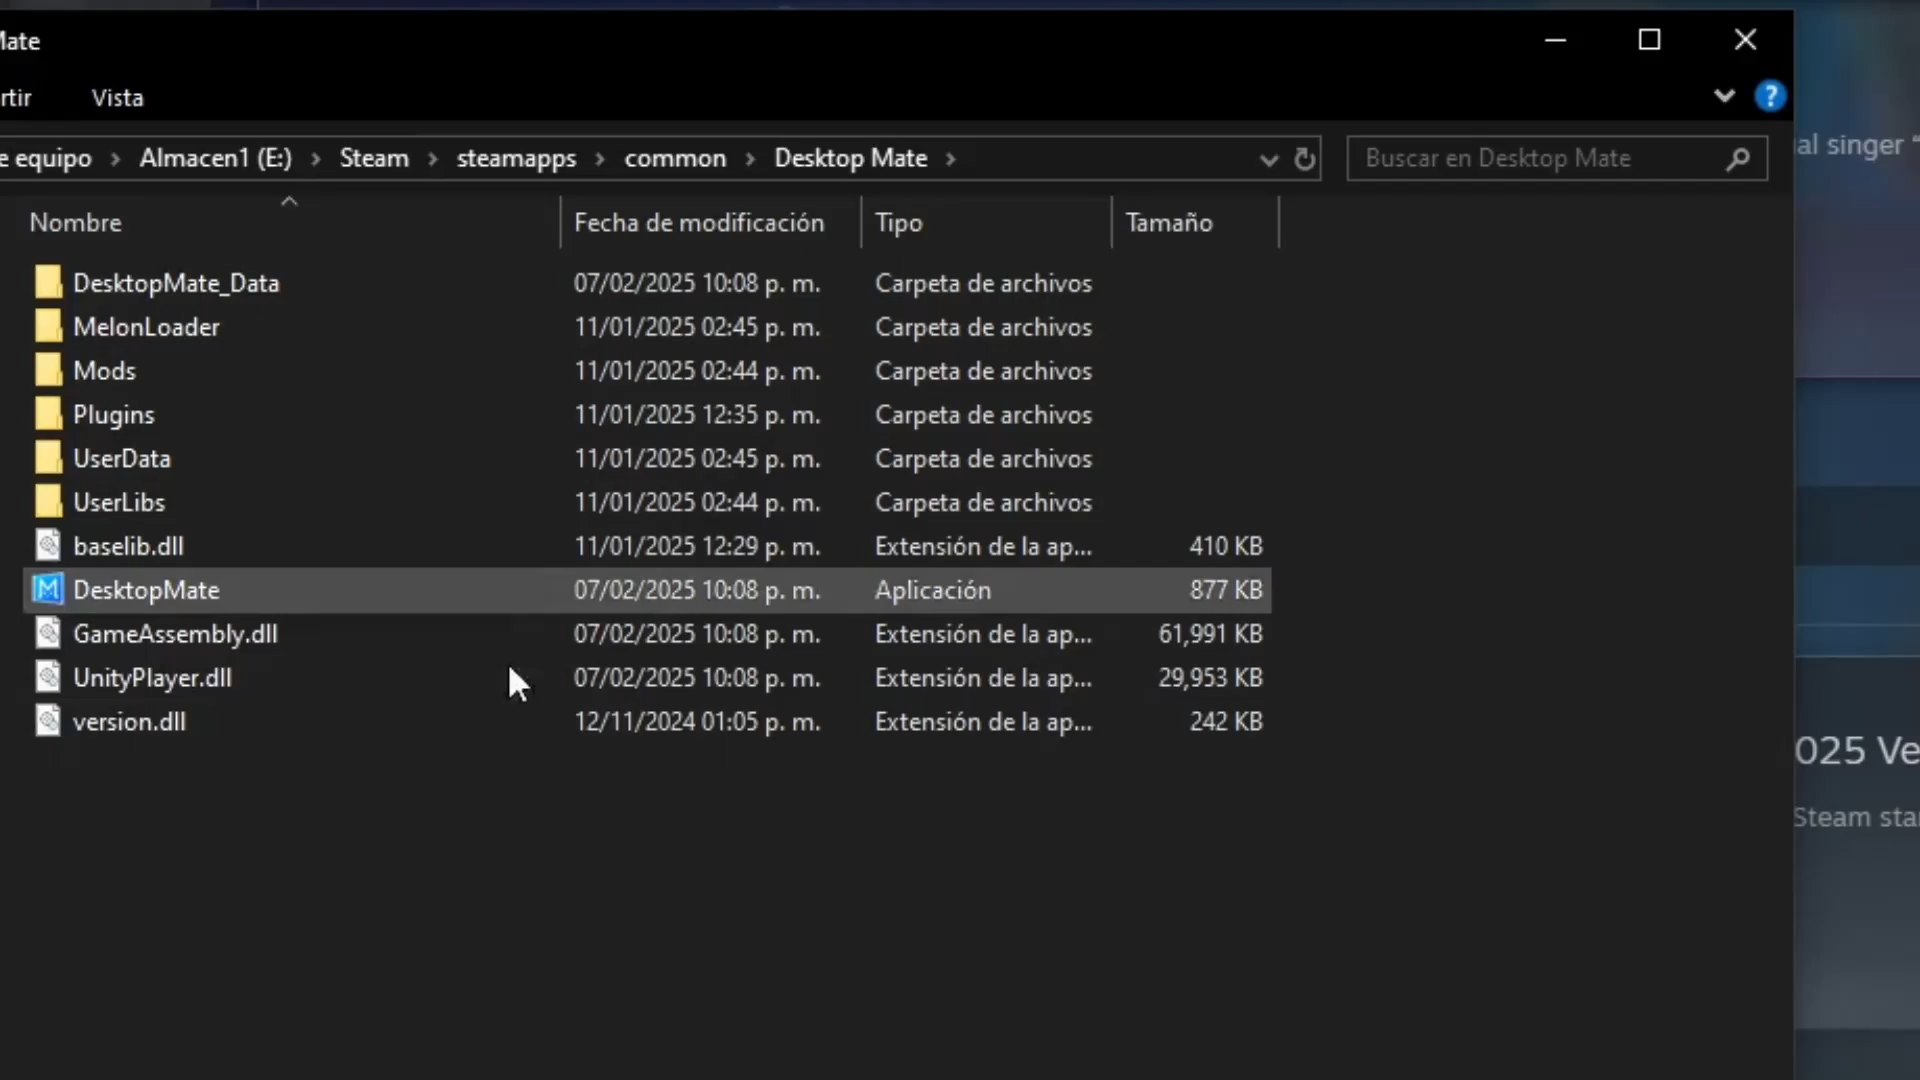 Mate
rtir Vista
e equipo > Almacen1 (E:) > Steam > steamapps > common > Desktop Mate >
Buscar en Desktop Mate
al singer “
Nombre Fecha de modificación Tipo Tamaño
DesktopMate_Data 07/02/2025 10:08 p. m. Carpeta de archivos
MelonLoader 11/01/2025 02:45 p. m. Carpeta de archivos
Mods 11/01/2025 02:44 p. m. Carpeta de archivos
Plugins 11/01/2025 12:35 p. m. Carpeta de archivos
UserData 11/01/2025 02:45 p. m. Carpeta de archivos
UserLibs 11/01/2025 02:44 p. m. Carpeta de archivos
baselib.dll 11/01/2025 12:29 p. m. Extensión de la ap... 410 KB
DesktopMate 07/02/2025 10:08 p. m. Aplicación 877 KB
GameAssembly.dll 07/02/2025 10:08 p. m. Extensión de la ap... 61,991 KB
UnityPlayer.dll 07/02/2025 10:08 p. m. Extensión de la ap... 29,953 KB
version.dll 12/11/2024 01:05 p. m. Extensión de la ap... 242 KB
025 Ve
Steam sta